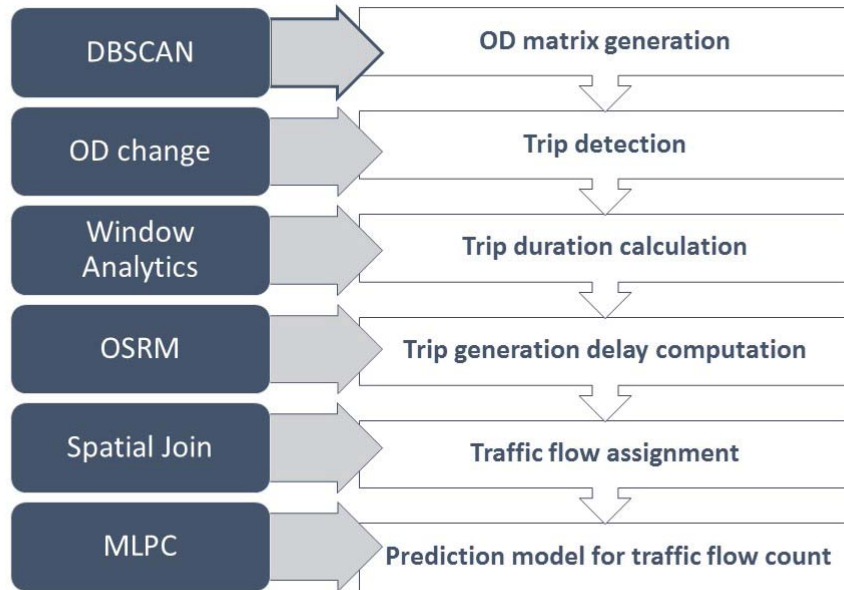 DBSCAN
OD matrix generation
OD change
Trip detection
Window
Analytics
Trip duration calculation
OSRM
Trip generation delay computation
Spatial Join
Traffic flow assignment
MLPC
Prediction model for traffic flow count